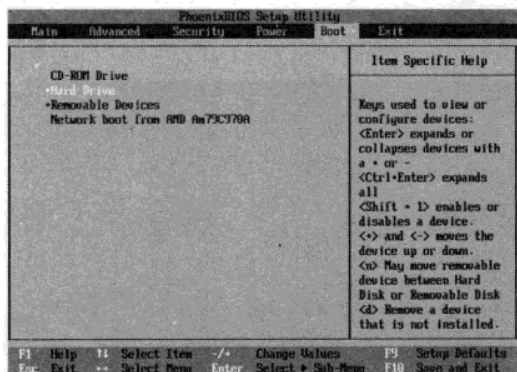 PhoenixBIOS Setup Utility
Main Advanced Security Power Boot Exit
CD-ROM Drive
+Hard Drive
+Removable Devices
Network boot from AMD Am79C970A
Item Specific Help
Keys used to view or
configure devices:
<Enter> expands or
collapses devices with
a + or -
<Ctrl+Enter> expands
all
<Shift + 1> enables or
disables a device.
<+> and <-> moves the
device up or down.
<n> May move removable
device between Hard
Disk or Removable Disk
<d> Remove a device
that is not installed.
F1 Help ↑↓ Select Item -/+ Change Values F9 Setup Defaults
Esc Exit ↔ Select Menu Enter Select ▶ Sub-Menu F10 Save and Exit